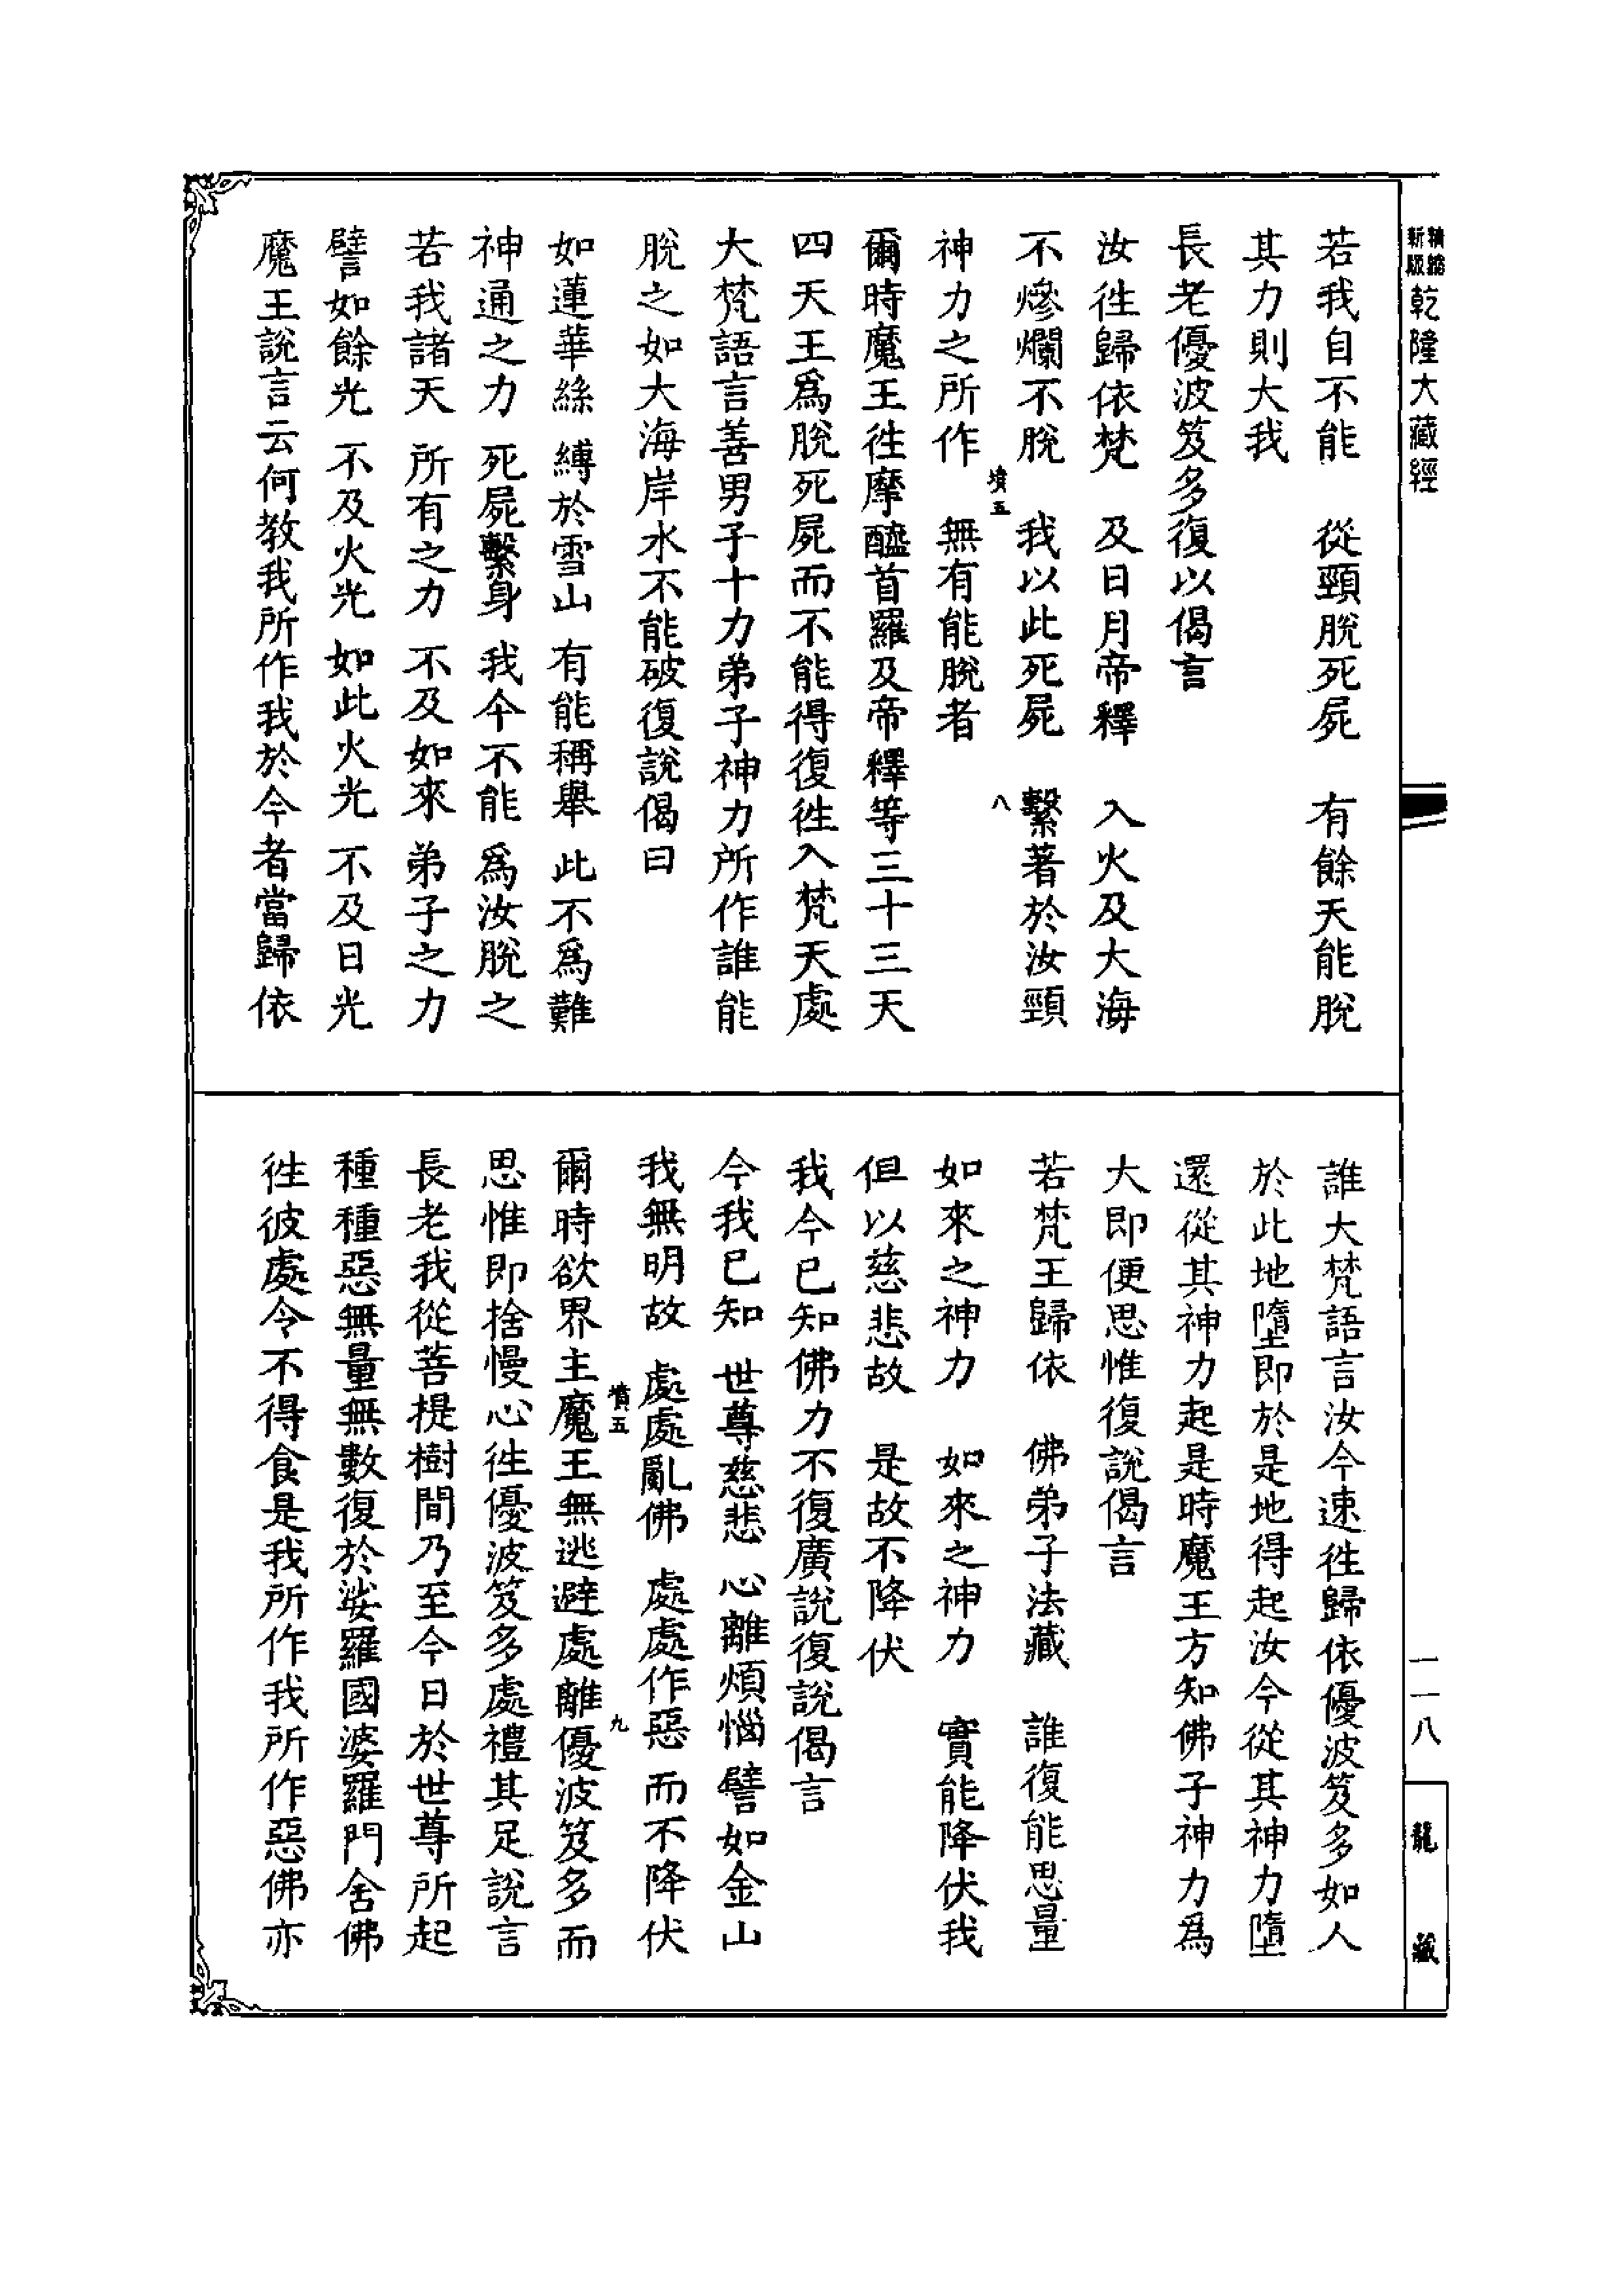 精縮
新版
乾隆大藏經
若我自不能　從頸脫死屍　有餘天能脫
其力則大我
長老優波笈多復以偈言
汝往歸依梵　及日月帝釋　入火及大海
不熮爛不脫　我以此死屍　繫著於汝頸
墳五
八
神力之所作　無有能脫者
爾時魔王往摩醯首羅及帝釋等三十三天
四天王為脫死屍而不能得復往入梵天處
大梵語言善男子十力弟子神力所作誰能
脫之如大海岸水不能破復說偈曰
如蓮華絲　縛於雪山　有能稱舉　此不為難
神通之力　死屍繫身　我今不能　為汝脫之
若我諸天　所有之力　不及如來　弟子之力
譬如餘光　不及火光　如此火光　不及日光
魔王說言云何教我所作我於今者當歸依
誰大梵語言汝今速往歸依優波笈多如人
於此地墮即於是地得起汝今從其神力墮
還從其神力起是時魔王方知佛子神力為
大即便思惟復說偈言
若梵王歸依　佛弟子法藏　誰復能思量
如來之神力　如來之神力　實能降伏我
但以慈悲故　是故不降伏
我今已知佛力不復廣說復說偈言
今我已知　世尊慈悲　心離煩惱　譬如金山
我無明故　處處亂佛　處處作惡　而不降伏
墳五
九
爾時欲界主魔王無逃避處離優波笈多而
思惟即捨慢心往優波笈多處禮其足說言
長老我從菩提樹間乃至今日於世尊所起
種種惡無量無數復於娑羅國婆羅門舍佛
往彼處令不得食是我所作我所作惡佛亦
一一八
龍藏